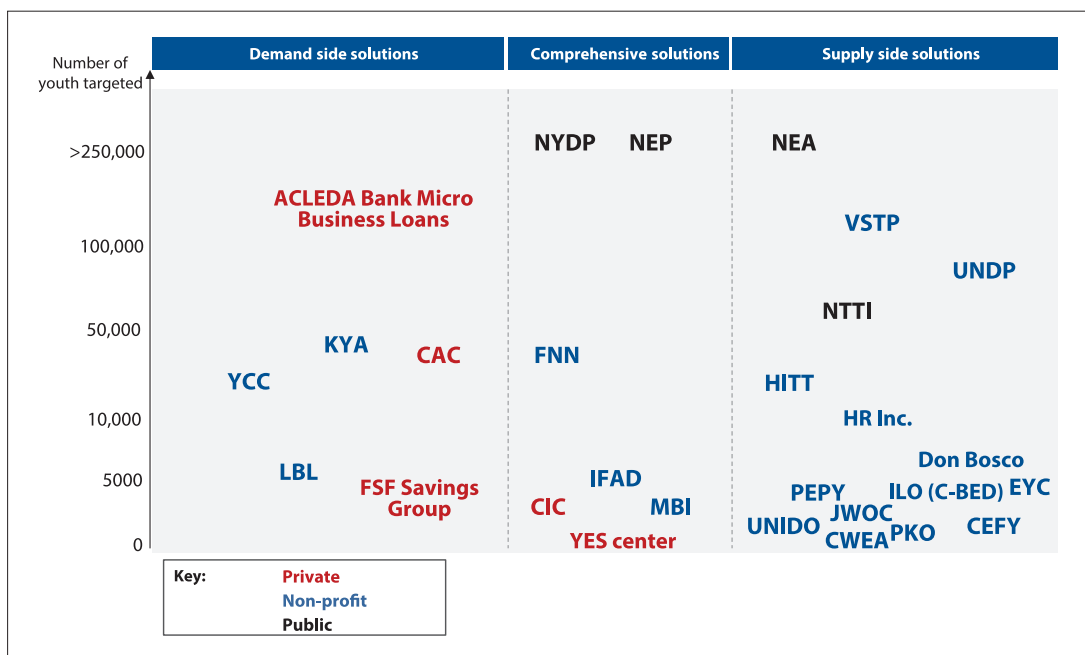 Number of
youth targeted
Demand side solutions
Comprehensive solutions
Supply side solutions
>250,000
NYDP
NEP
NEA
ACLEDA Bank Micro
Business Loans
VSTP
100,000
UNDP
NTTI
50,000
KYA
CAC
FNN
YCC
HITT
10,000
HR Inc.
Don Bosco
LBL
5000
IFAD
FSF Savings
Group
PEPY
ILO (C-BED)
EYC
CIC
MBI
JWOC
UNIDO
PKO
CEFY
YES center
CWEA
0
Key:
Private
Non-profit
Public